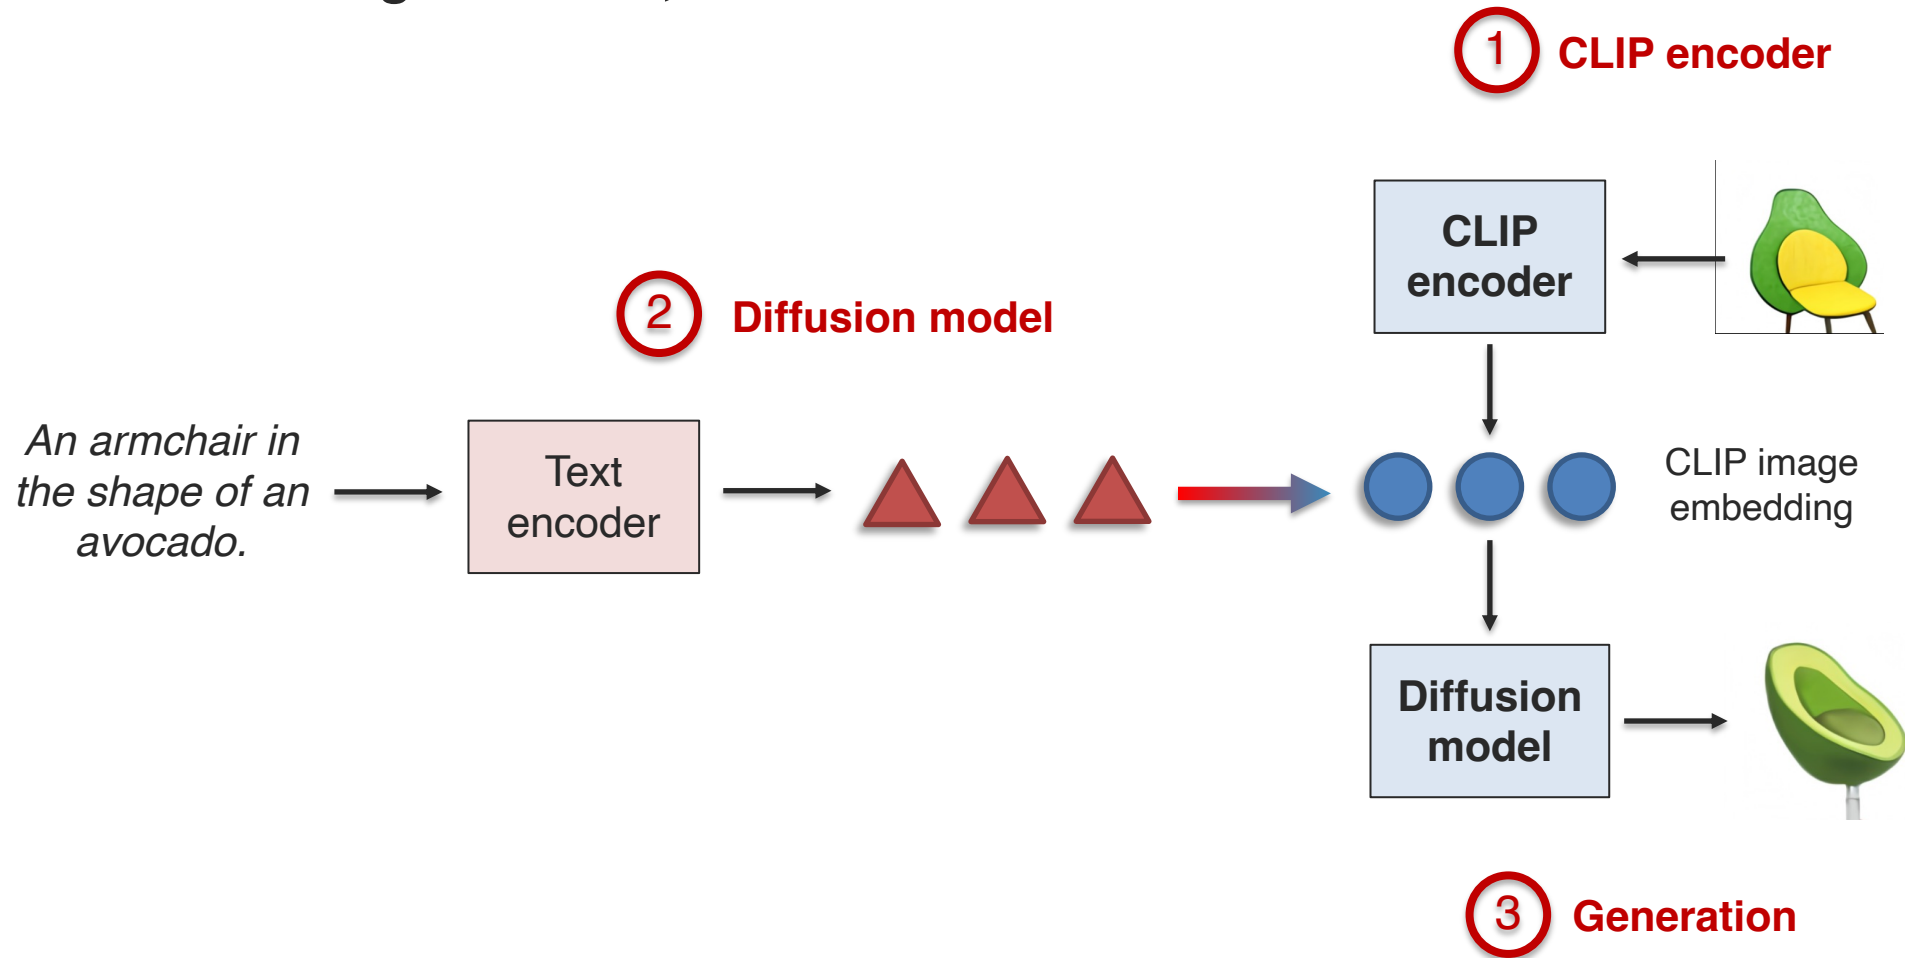 1 CLIP encoder
CLIP
encoder
2 Diffusion model
An armchair in
the shape of an
avocado.
Text
encoder
CLIP image
embedding
Diffusion
model
3 Generation